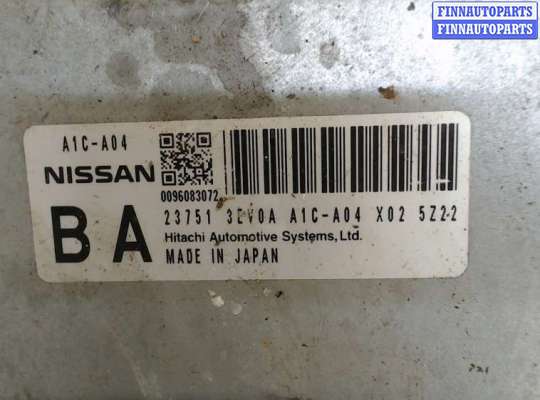 FINNAUTOPARTS
FINNAUTOPARTS
A1C-A04
NISSAN
0096083072
BA
23751 3EV0A A1C-A04 X02 5Z22
Hitachi Automotive Systems,Ltd.
MADE IN JAPAN